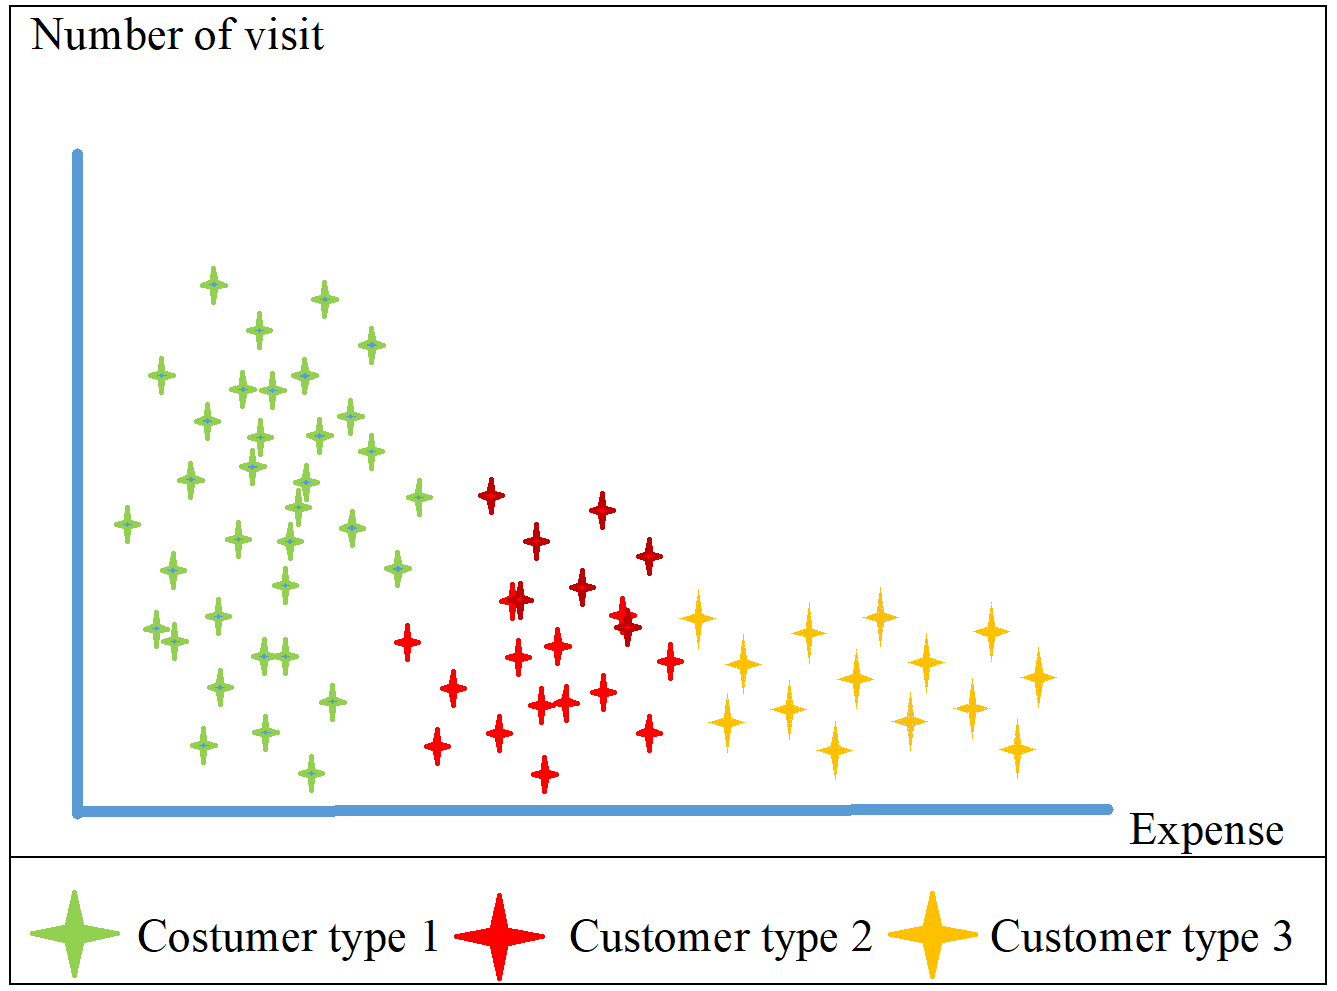 Number of visit
Expense
Costumer type 1
Customer type 2
Customer type 3